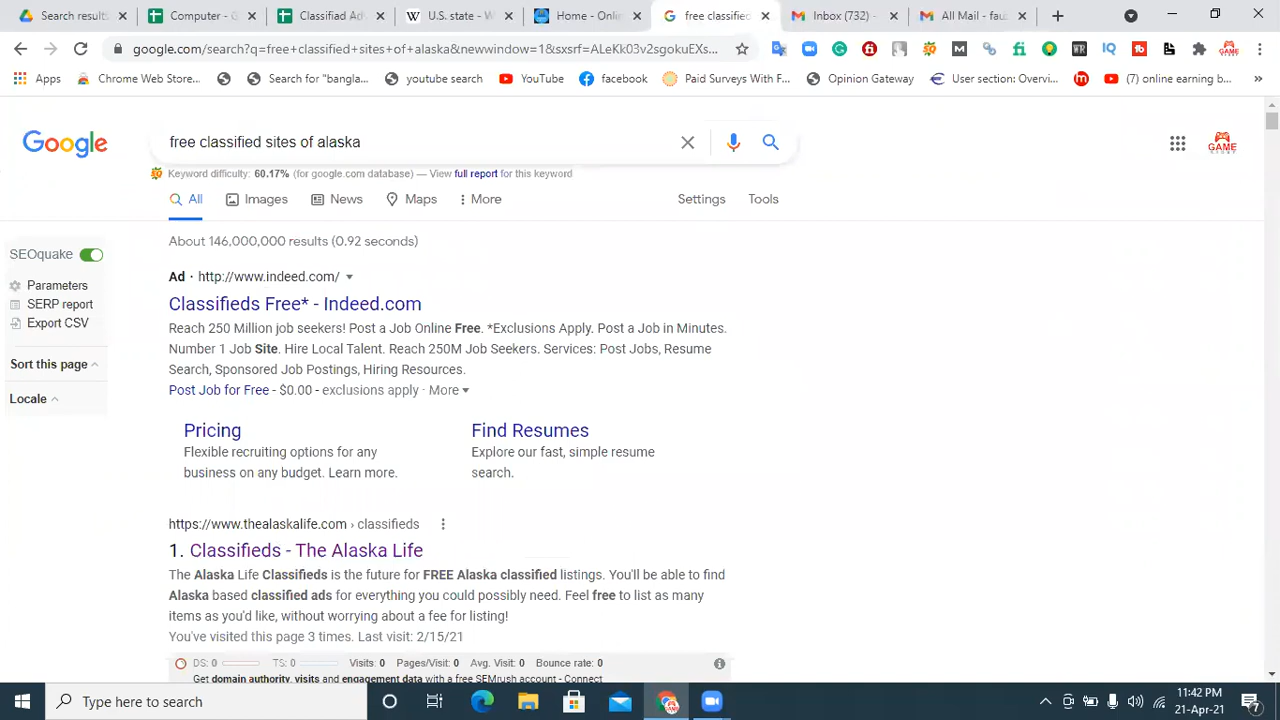 Search results
Computer - G
Classified Ad
U.S. state - W
Home - Onlin
free classified
Inbox (732) -
All Mail - fau
google.com/search?q=free+classified+sites+of+alaska&newwindow=1&sxsrf=ALeKk03v2sgokuEXs...
Apps
Chrome Web Store...
Search for "bangla...
youtube search
YouTube
facebook
Paid Surveys With F...
Opinion Gateway
User section: Overvi...
(7) online earning b...
»
Google
free classified sites of alaska
GAME
Keyword difficulty: 60.17% (for google.com database) — View full report for this keyword
All
Images
News
Maps
More
Settings
Tools
About 146,000,000 results (0.92 seconds)
SEOquake
Parameters
SERP report
Export CSV
Sort this page
Locale
Ad · http://www.indeed.com/
Classifieds Free* - Indeed.com
Reach 250 Million job seekers! Post a Job Online Free. *Exclusions Apply. Post a Job in Minutes.
Number 1 Job Site. Hire Local Talent. Reach 250M Job Seekers. Services: Post Jobs, Resume
Search, Sponsored Job Postings, Hiring Resources.
Post Job for Free - $0.00 - exclusions apply · More
Pricing
Flexible recruiting options for any
business on any budget. Learn more.
Find Resumes
Explore our fast, simple resume
search.
https://www.thealaskalife.com › classifieds
1. Classifieds - The Alaska Life
The Alaska Life Classifieds is the future for FREE Alaska classified listings. You'll be able to find
Alaska based classified ads for everything you could possibly need. Feel free to list as many
items as you'd like, without worrying about a fee for listing!
You've visited this page 3 times. Last visit: 2/15/21
DS: 0 TS: 0 Visits: 0 Pages/Visit: 0 Avg. Visit: 0 Bounce rate: 0
Get domain authority, visits and engagement data with a free SEMrush account - Connect
Type here to search
11:42 PM
21-Apr-21
7